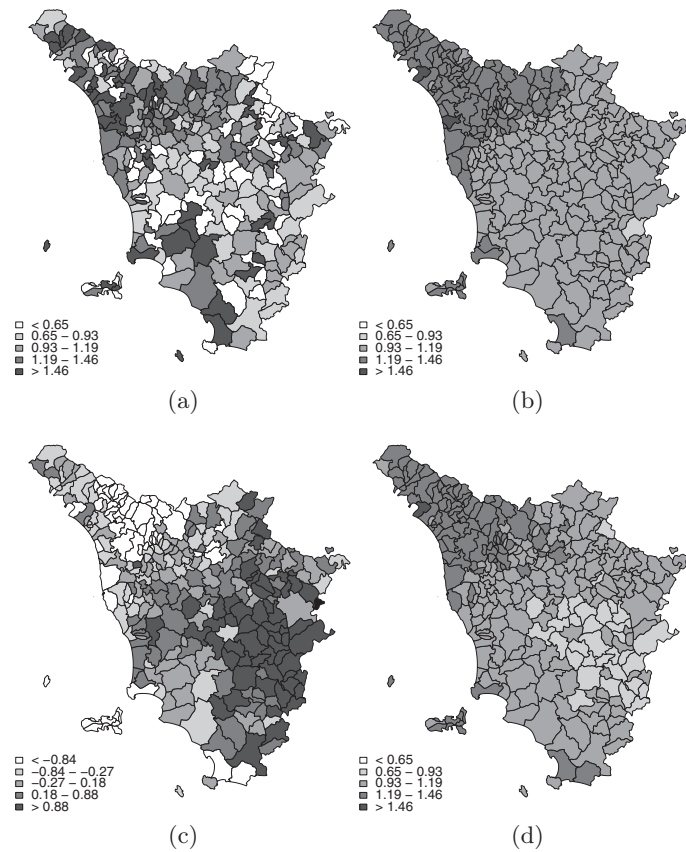 < 0.65
0.65 − 0.93
0.93 − 1.19
1.19 − 1.46
> 1.46
(a)
< 0.65
0.65 − 0.93
0.93 − 1.19
1.19 − 1.46
> 1.46
(b)
< −0.84
−0.84 − −0.27
−0.27 − 0.18
0.18 − 0.88
> 0.88
(c)
< 0.65
0.65 − 0.93
0.93 − 1.19
1.19 − 1.46
> 1.46
(d)